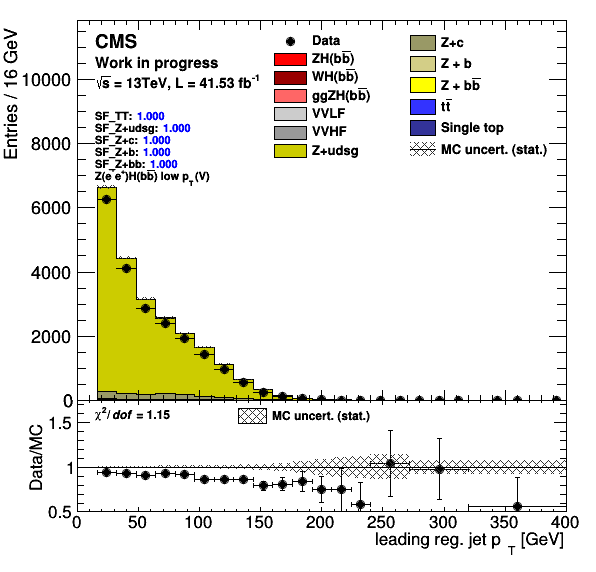 CMS
Work in progress
√s = 13TeV, L = 41.53 fb⁻¹
SF_TT: 1.000
SF_Z+udsg: 1.000
SF_Z+c: 1.000
SF_Z+b: 1.000
SF_Z+bb: 1.000
Z(e⁻e⁺)H(bb̅) low p_T(V)
Data
ZH(bb̅)
WH(bb̅)
ggZH(bb̅)
VVLF
VVHF
Z+udsg
Z+c
Z + b
Z + bb̅
tt̅
Single top
MC uncert. (stat.)
Entries / 16 GeV
10000
8000
6000
4000
2000
0
χ²/dof = 1.15
MC uncert. (stat.)
Data/MC
1.5
1
0.5
0 50 100 150 200 250 300 350 400
leading reg. jet p_T [GeV]